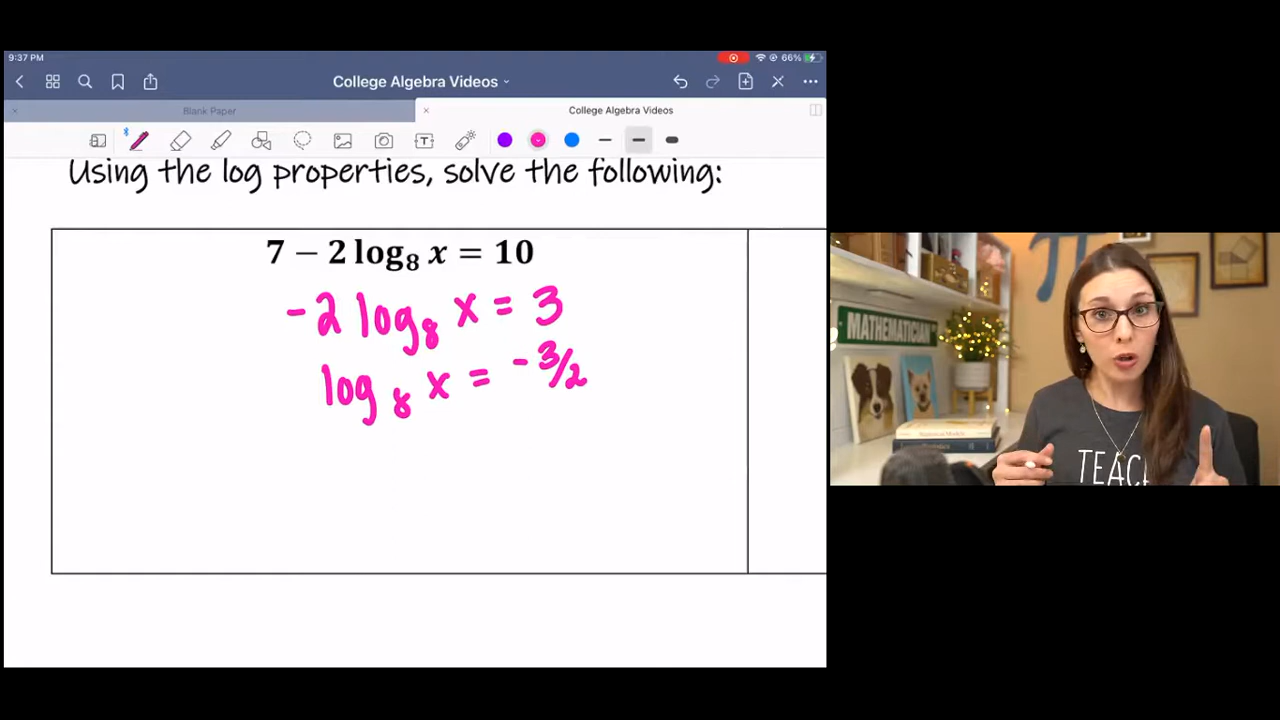 9:37 PM
66%
College Algebra Videos
Blank Paper
College Algebra Videos
T
Using the log properties, solve the following:
7 − 2 log₈ x = 10
-2 log₈ x = 3
log₈ x = -3/2
MATHEMATICIAN
TEAC